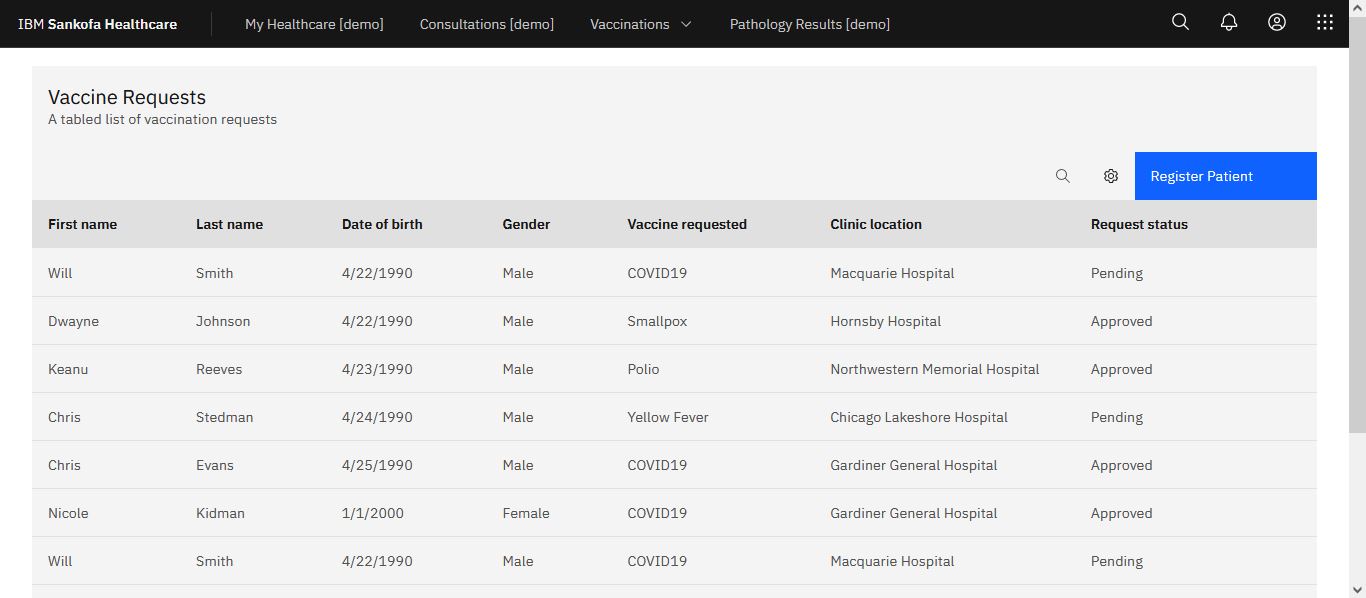 IBM Sankofa Healthcare My Healthcare [demo] Consultations [demo] Vaccinations Pathology Results [demo]
Vaccine Requests
A tabled list of vaccination requests
Register Patient
First name Last name Date of birth Gender Vaccine requested Clinic location Request status
Will Smith 4/22/1990 Male COVID19 Macquarie Hospital Pending
Dwayne Johnson 4/22/1990 Male Smallpox Hornsby Hospital Approved
Keanu Reeves 4/23/1990 Male Polio Northwestern Memorial Hospital Approved
Chris Stedman 4/24/1990 Male Yellow Fever Chicago Lakeshore Hospital Pending
Chris Evans 4/25/1990 Male COVID19 Gardiner General Hospital Approved
Nicole Kidman 1/1/2000 Female COVID19 Gardiner General Hospital Approved
Will Smith 4/22/1990 Male COVID19 Macquarie Hospital Pending